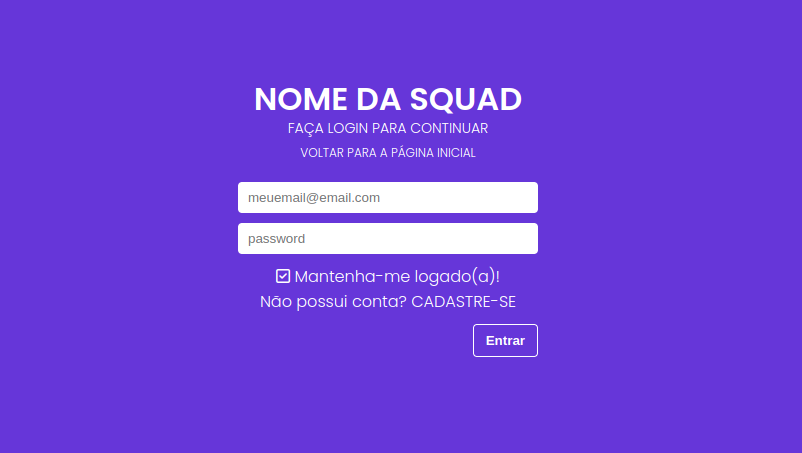 NOME DA SQUAD
FAÇA LOGIN PARA CONTINUAR
VOLTAR PARA A PÁGINA INICIAL
meuemail@email.com
password
Mantenha-me logado(a)!
Não possui conta? CADASTRE-SE
Entrar